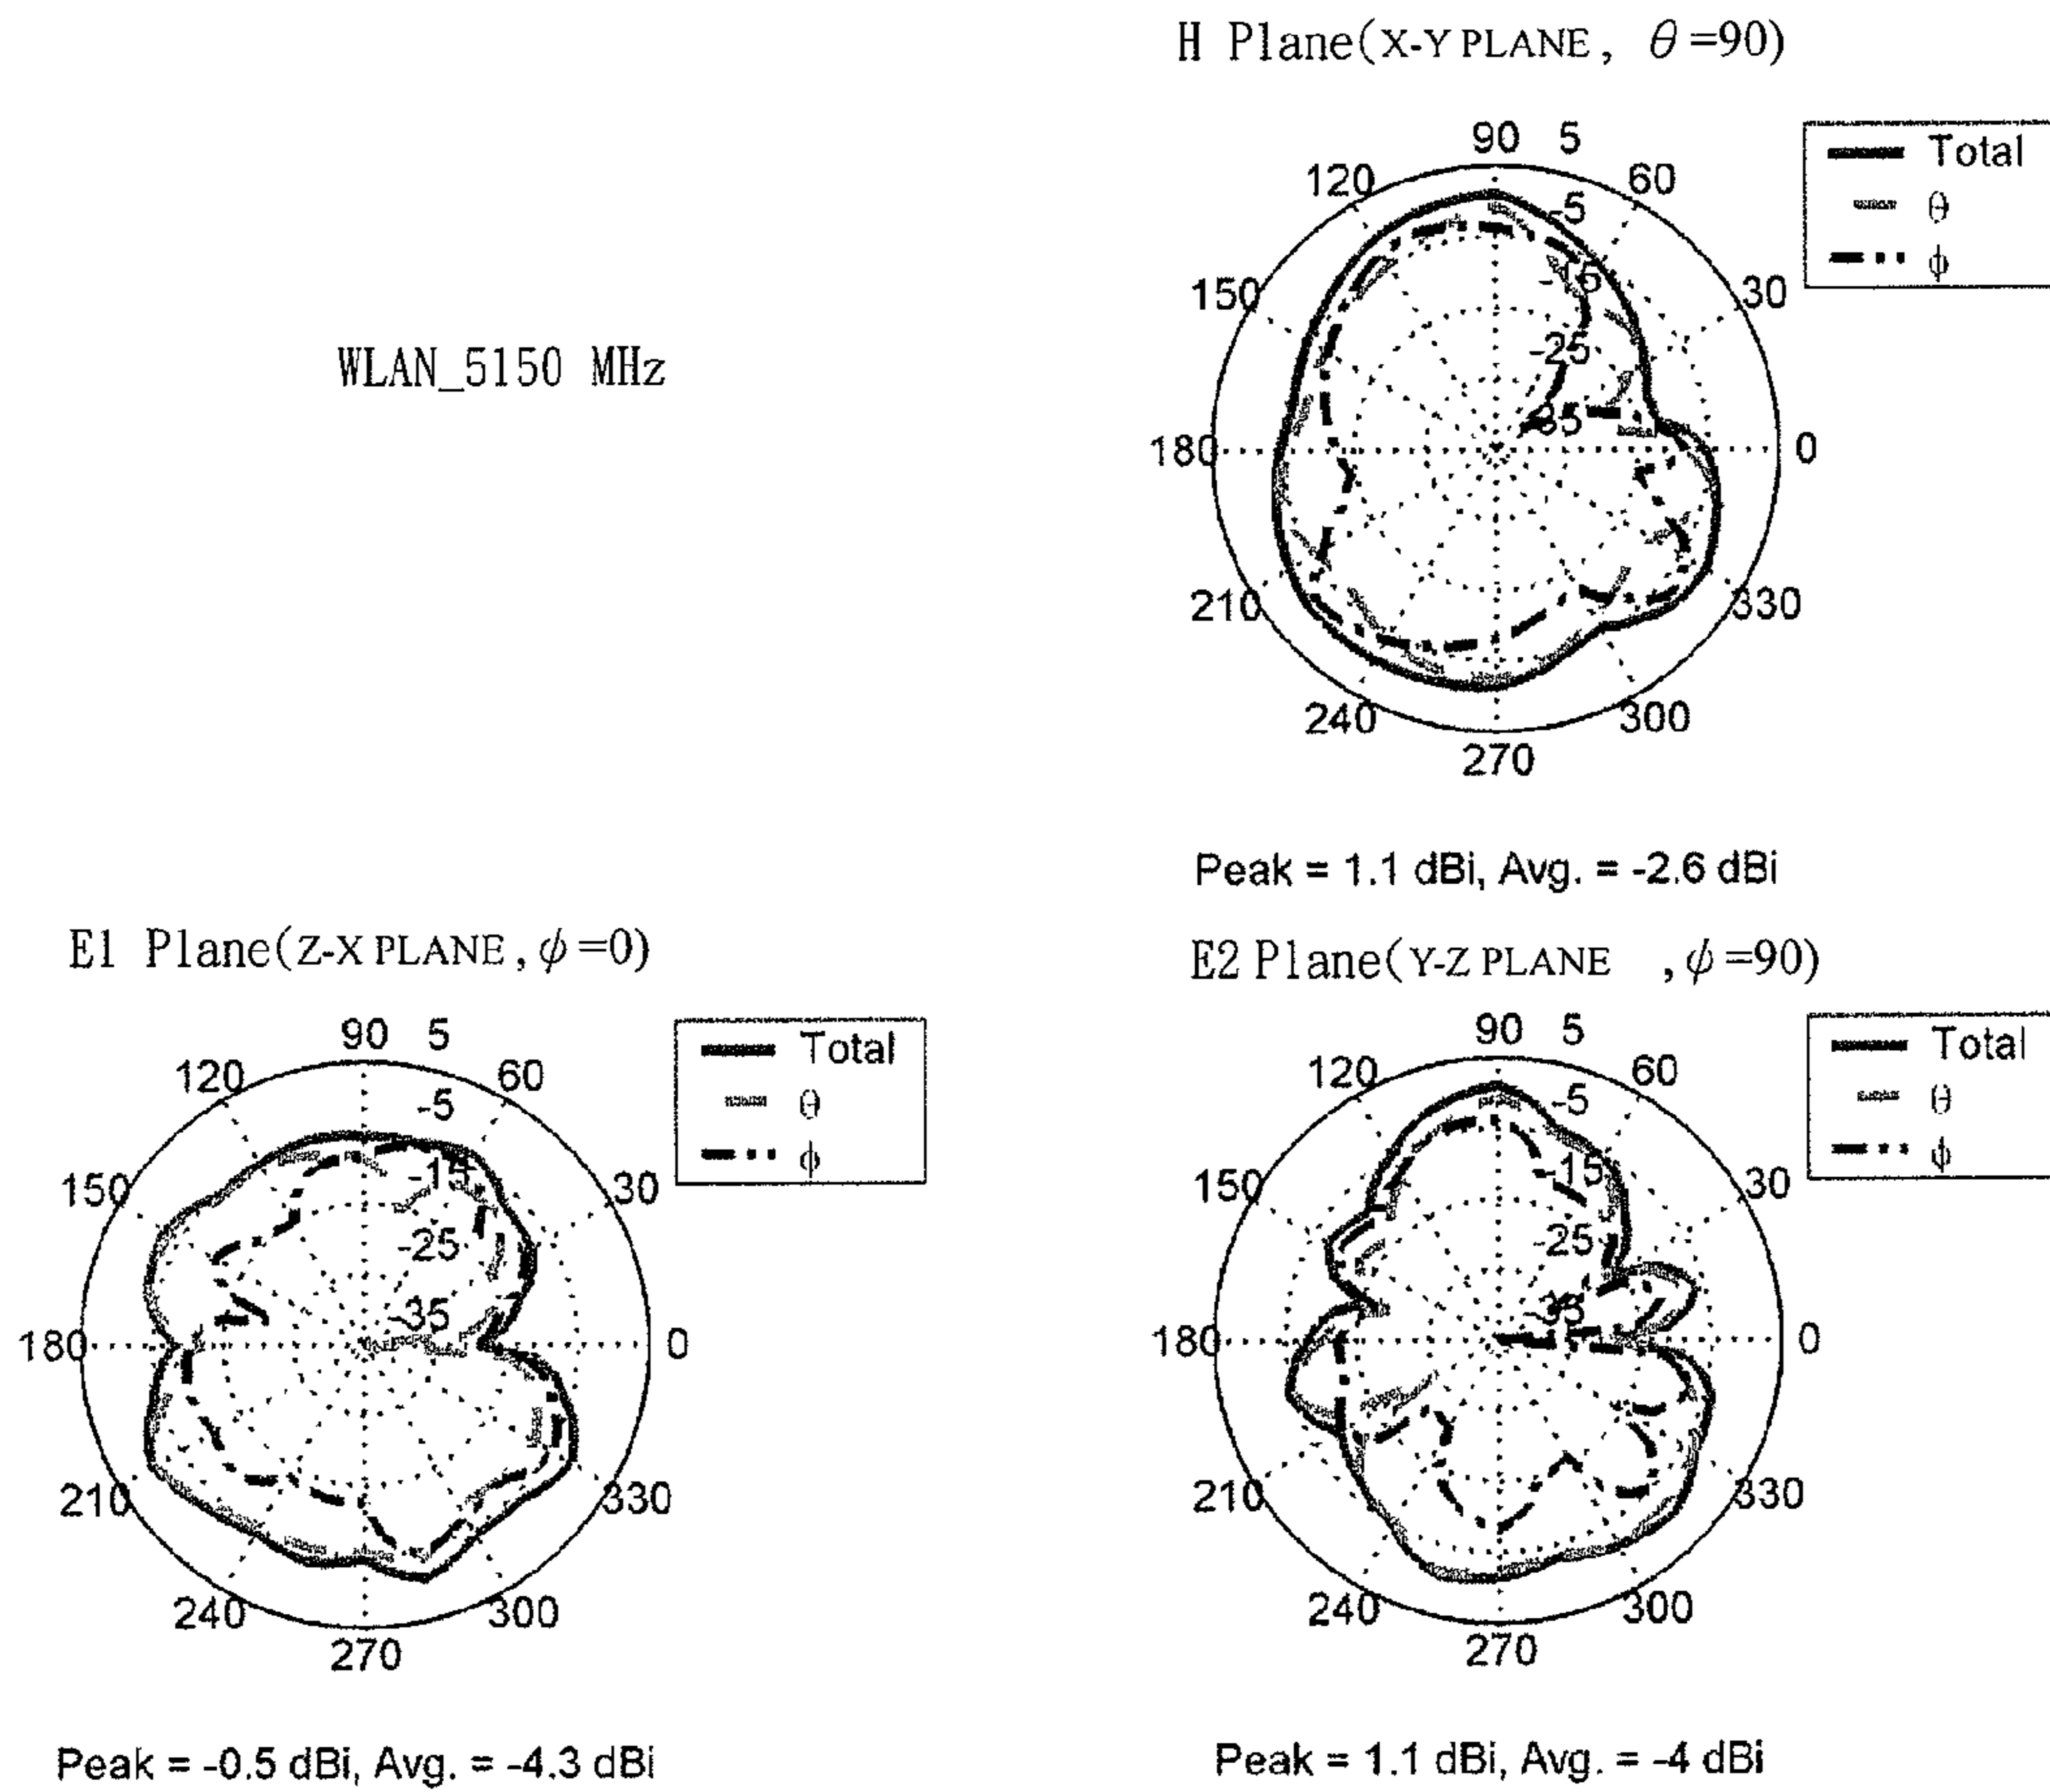 H Plane(X-Y PLANE, θ=90)
90 5
120 60
-5
150 -15 30
-25
-35
180 0
210 330
240 300
270
Total
θ
ϕ
WLAN_5150 MHz
Peak = 1.1 dBi, Avg. = -2.6 dBi
E1 Plane(Z-X PLANE, ϕ=0)
90 5
120 60
-5
150 -15 30
-25
-35
180 0
210 330
240 300
270
Total
θ
ϕ
Peak = -0.5 dBi, Avg. = -4.3 dBi
E2 Plane(Y-Z PLANE ,ϕ=90)
90 5
120 60
-5
150 -15 30
-25
-35
180 0
210 330
240 300
270
Total
θ
ϕ
Peak = 1.1 dBi, Avg. = -4 dBi